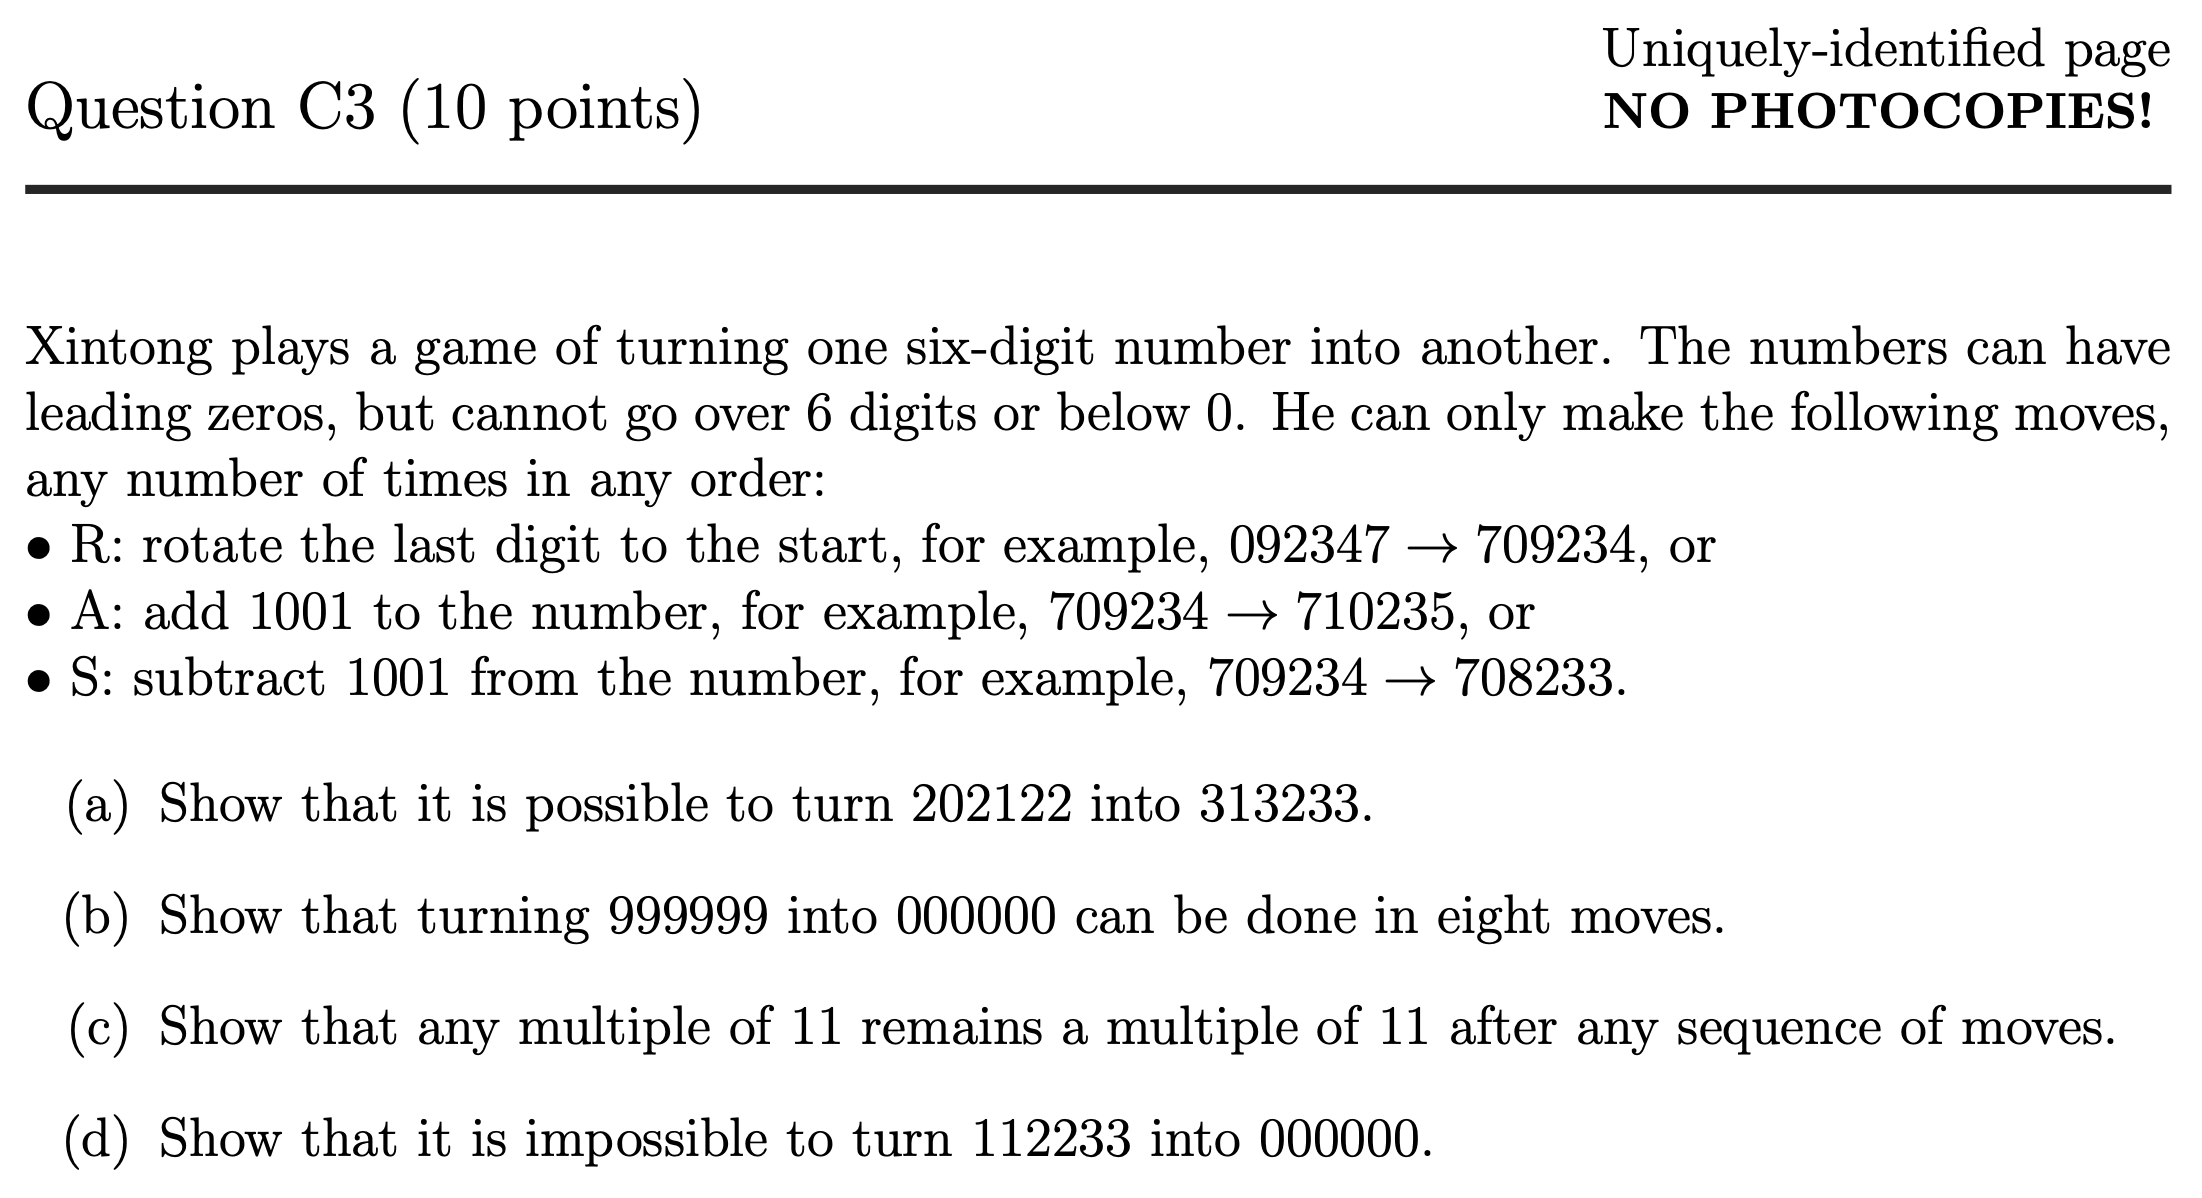 Uniquely-identified page
Question C3 (10 points)
NO PHOTOCOPIES!
Xintong plays a game of turning one six-digit number into another. The numbers can have
leading zeros, but cannot go over 6 digits or below 0. He can only make the following moves,
any number of times in any order:
• R: rotate the last digit to the start, for example, 092347 → 709234, or
• A: add 1001 to the number, for example, 709234 → 710235, or
• S: subtract 1001 from the number, for example, 709234 → 708233.
(a) Show that it is possible to turn 202122 into 313233.
(b) Show that turning 999999 into 000000 can be done in eight moves.
(c) Show that any multiple of 11 remains a multiple of 11 after any sequence of moves.
(d) Show that it is impossible to turn 112233 into 000000.